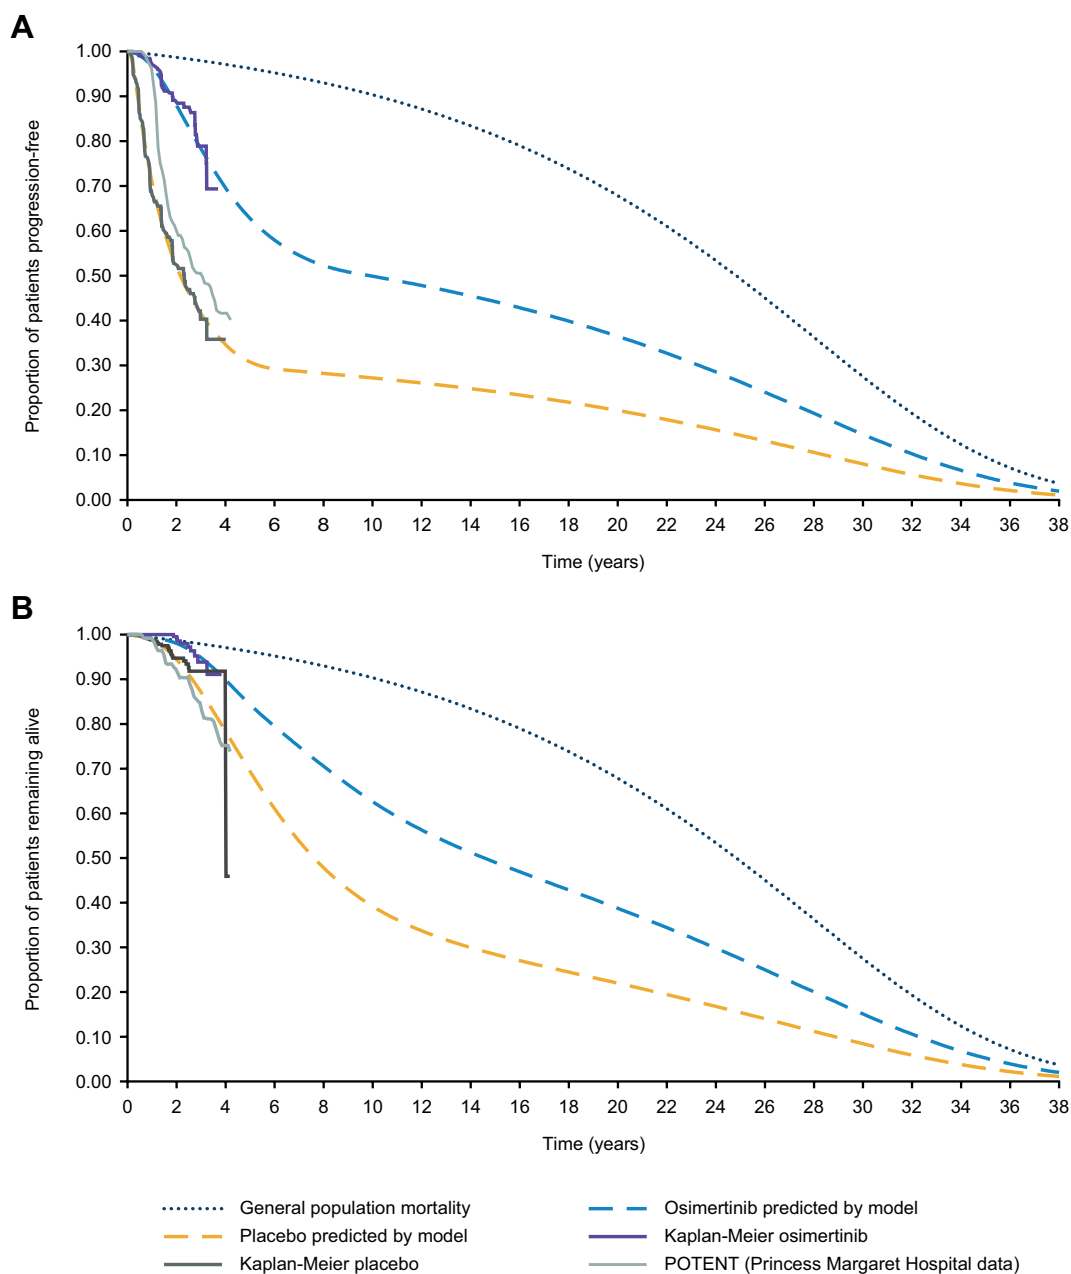 A
1.00
0.90
0.80
0.70
0.60
0.50
0.40
0.30
0.20
0.10
0.00
Proportion of patients progression-free
0 2 4 6 8 10 12 14 16 18 20 22 24 26 28 30 32 34 36 38
Time (years)
B
1.00
0.90
0.80
0.70
0.60
0.50
0.40
0.30
0.20
0.10
0.00
Proportion of patients remaining alive
0 2 4 6 8 10 12 14 16 18 20 22 24 26 28 30 32 34 36 38
Time (years)
General population mortality
Osimertinib predicted by model
Placebo predicted by model
Kaplan-Meier osimertinib
Kaplan-Meier placebo
POTENT (Princess Margaret Hospital data)